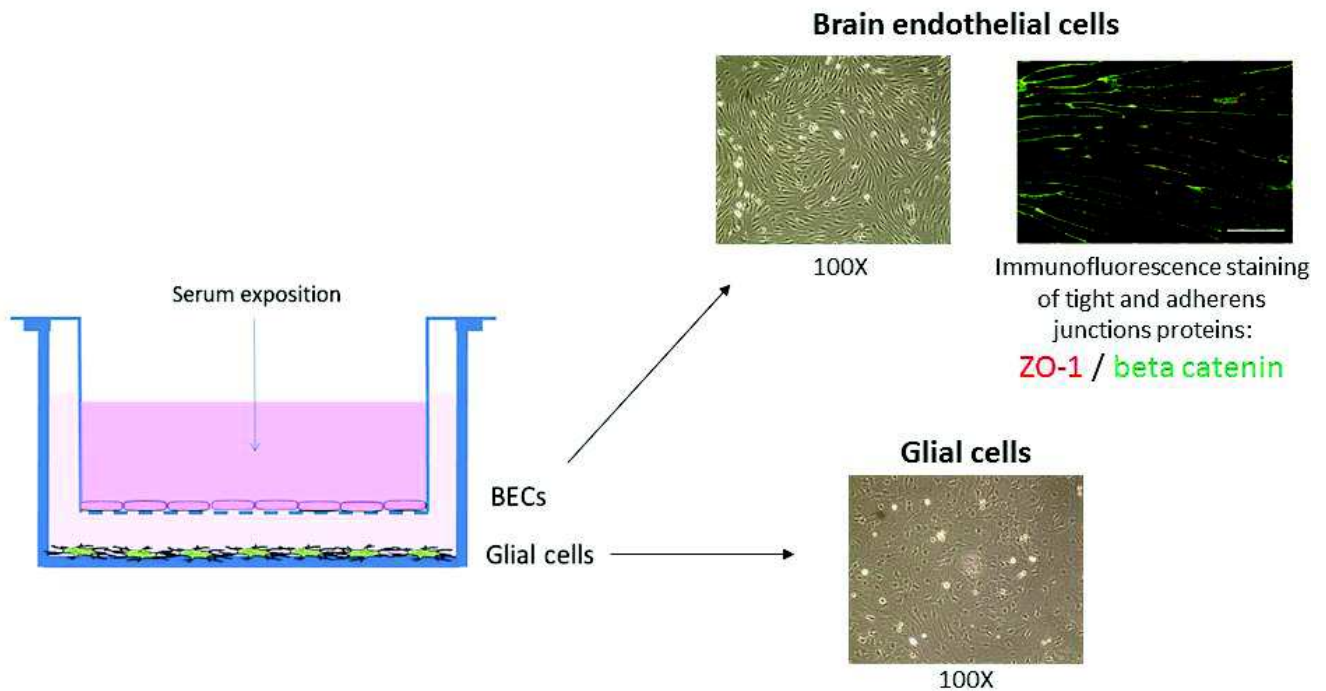 Brain endothelial cells
100X
Immunofluorescence staining
of tight and adherens
junctions proteins:
ZO-1 / beta catenin
Serum exposition
BECs
Glial cells
Glial cells
100X